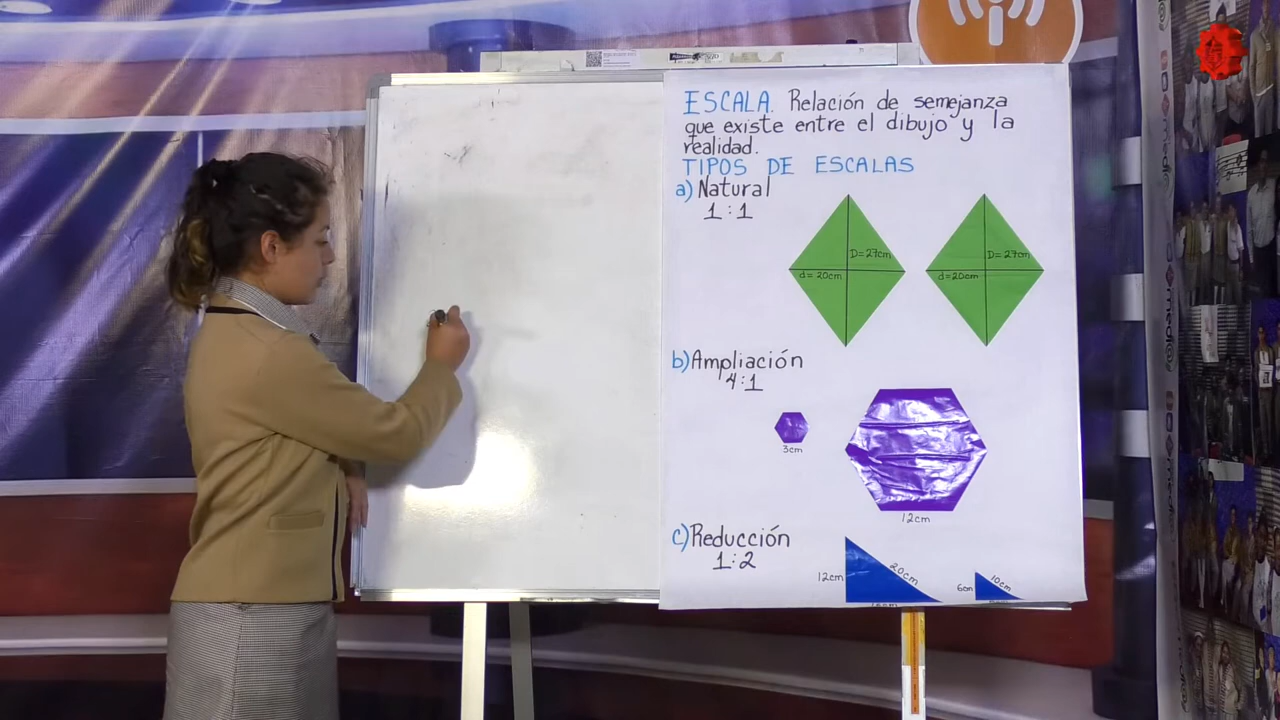 ESCALA. Relación de semejanza
que existe entre el dibujo y la
realidad.
TIPOS DE ESCALAS
a) Natural
1 : 1
D= 27cm
d= 20cm
D= 27cm
d= 20cm
b) Ampliación
4:1
3cm
12cm
c) Reducción
1:2
12cm
20cm
6cm
10cm